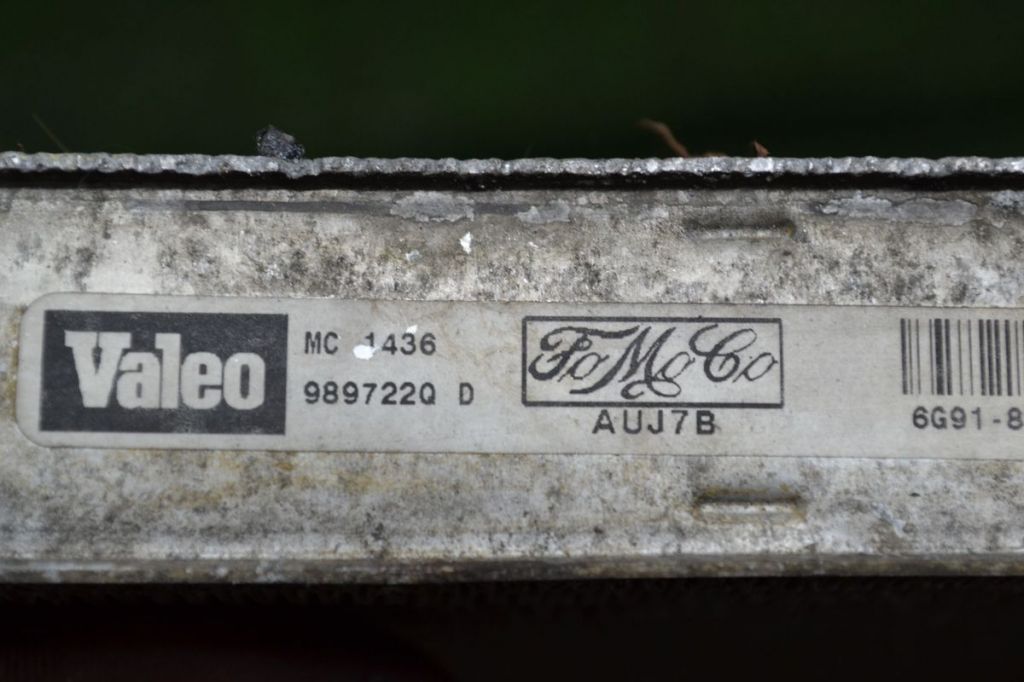 Valeo
MC 1436
989722Q D
FoMoCo
AUJ7B
6G91-8